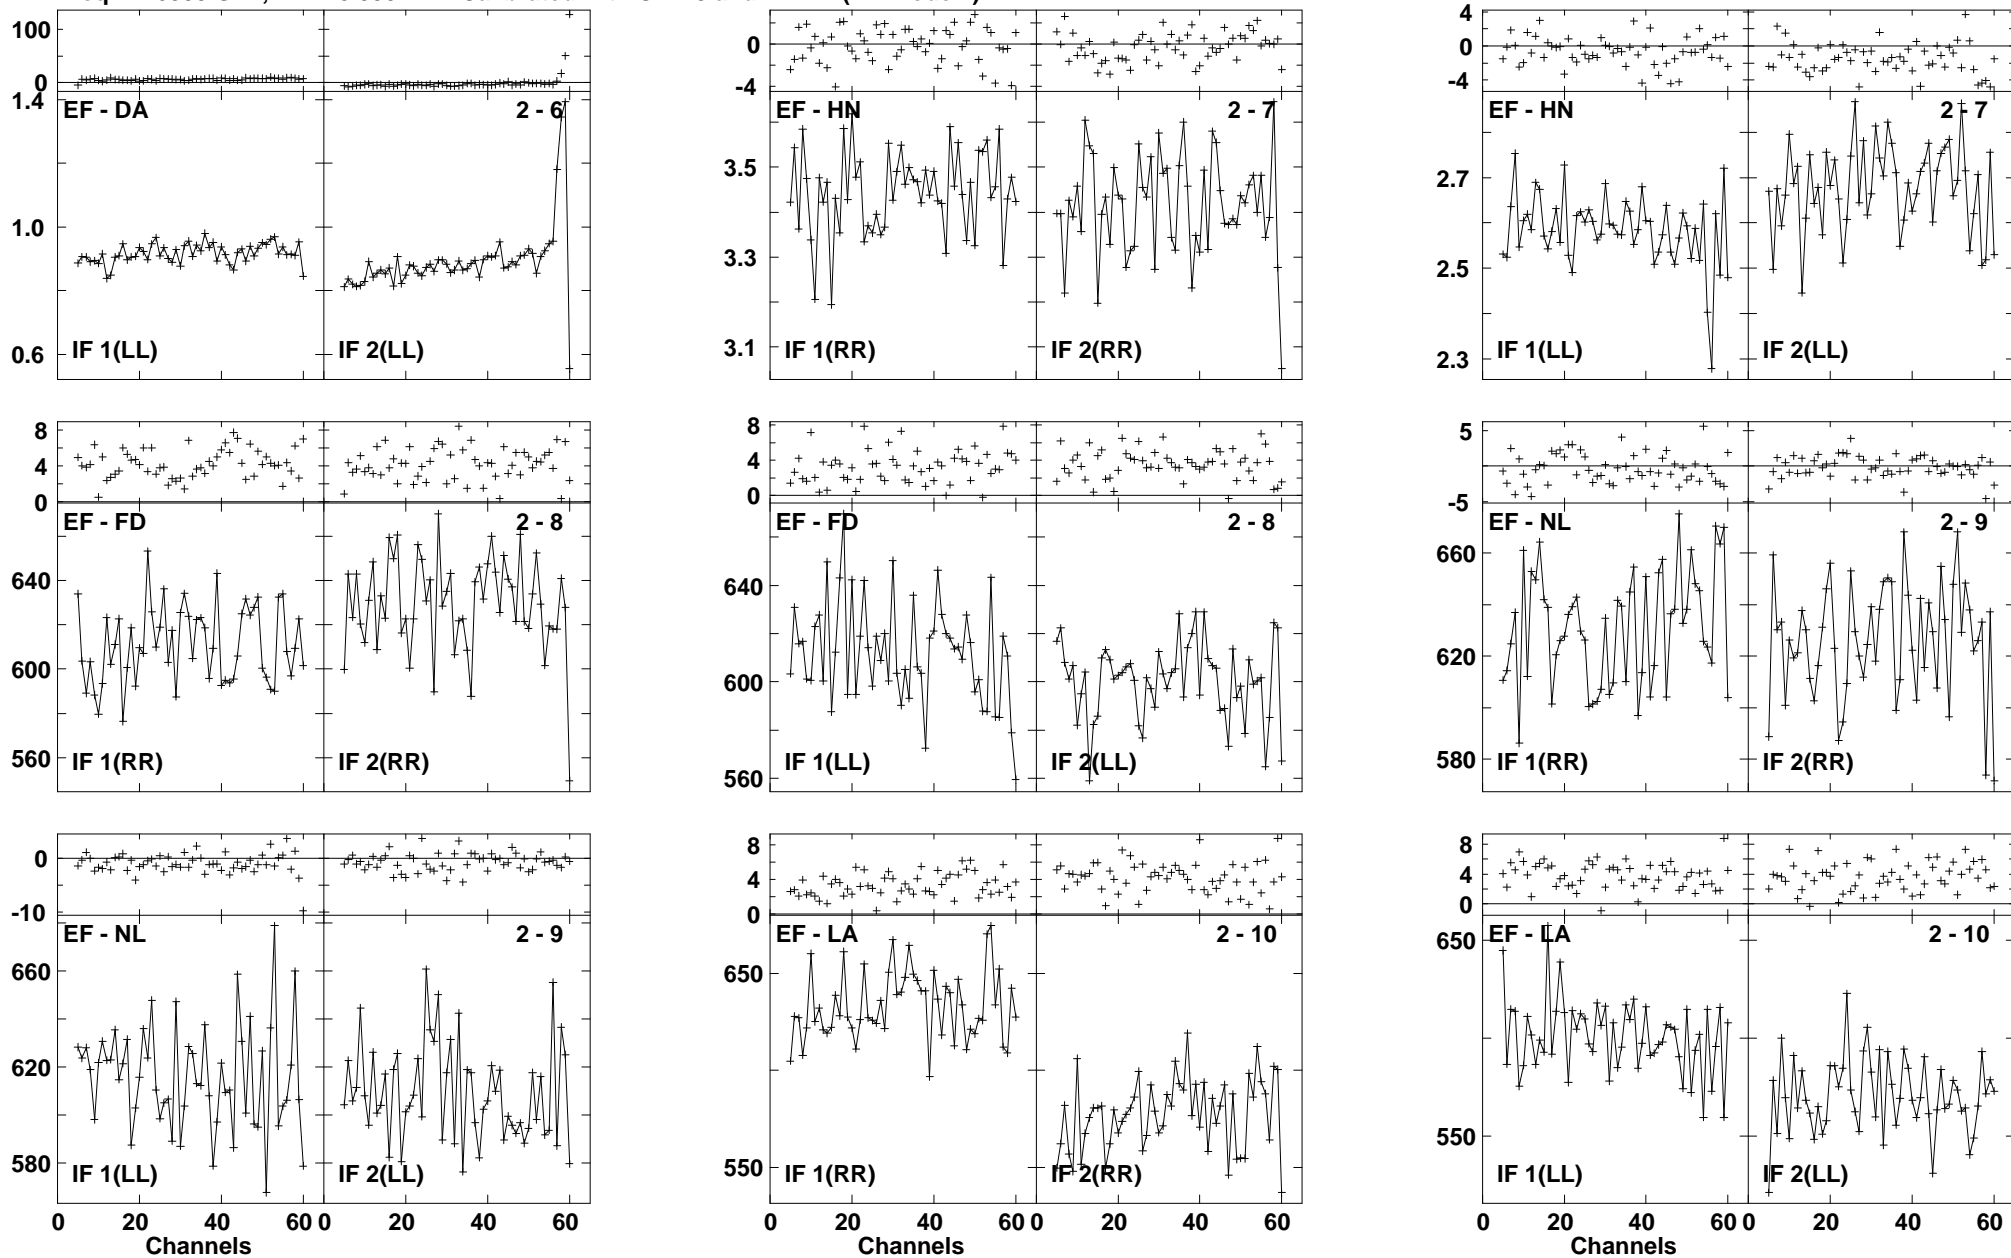 100
0
0
-4
4
0
-4
1.4
1.0
0.6
EF - DA
2 - 6
IF 1(LL)
IF 2(LL)
3.5
3.3
3.1
EF - HN
2 - 7
IF 1(RR)
IF 2(RR)
2.7
2.5
2.3
EF - HN
2 - 7
IF 1(LL)
IF 2(LL)
8
4
0
8
4
0
5
-5
640
600
560
EF - FD
2 - 8
IF 1(RR)
IF 2(RR)
640
600
560
EF - FD
2 - 8
IF 1(LL)
IF 2(LL)
660
620
580
EF - NL
2 - 9
IF 1(RR)
IF 2(RR)
0
-10
8
4
0
8
4
0
660
620
580
EF - NL
2 - 9
IF 1(LL)
IF 2(LL)
650
550
EF - LA
2 - 10
IF 1(RR)
IF 2(RR)
650
550
EF - LA
2 - 10
IF 1(LL)
IF 2(LL)
0 20 40 60 0 20 40 60
0 20 40 60 0 20 40 60
0 20 40 60 0 20 40 60
Channels
Channels
Channels